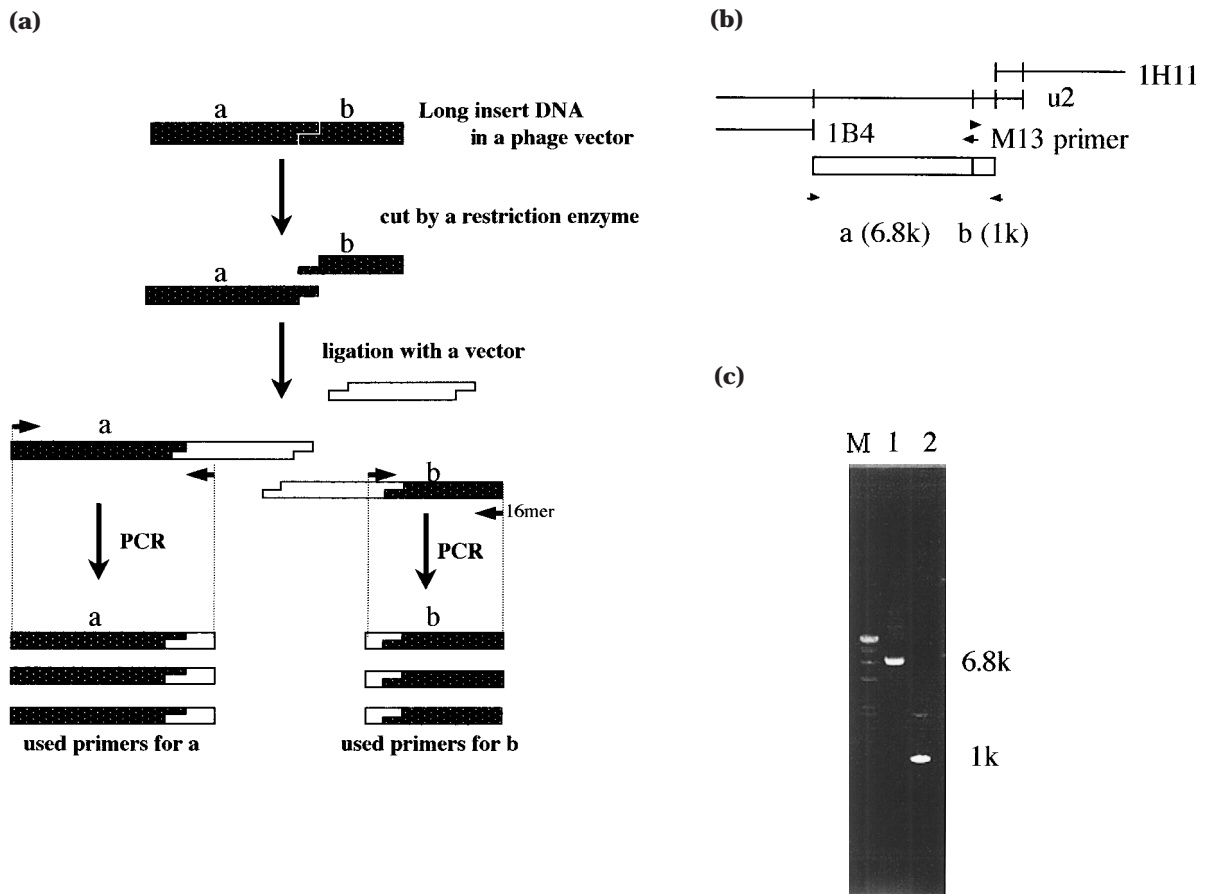 (a)
a
b
Long insert DNA
in a phage vector
cut by a restriction enzyme
b
a
ligation with a vector
a
b
16mer
PCR
PCR
a
b
used primers for a
used primers for b
(b)
1H11
u2
1B4
M13 primer
a (6.8k)
b (1k)
(c)
M 1 2
6.8k
1k